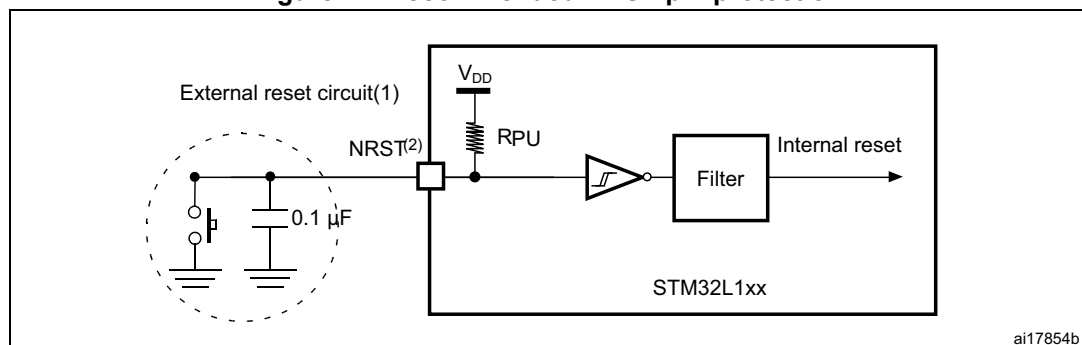 VDD
External reset circuit(1)
NRST(2)
RPU
Internal reset
Filter
0.1 µF
STM32L1xx
ai17854b